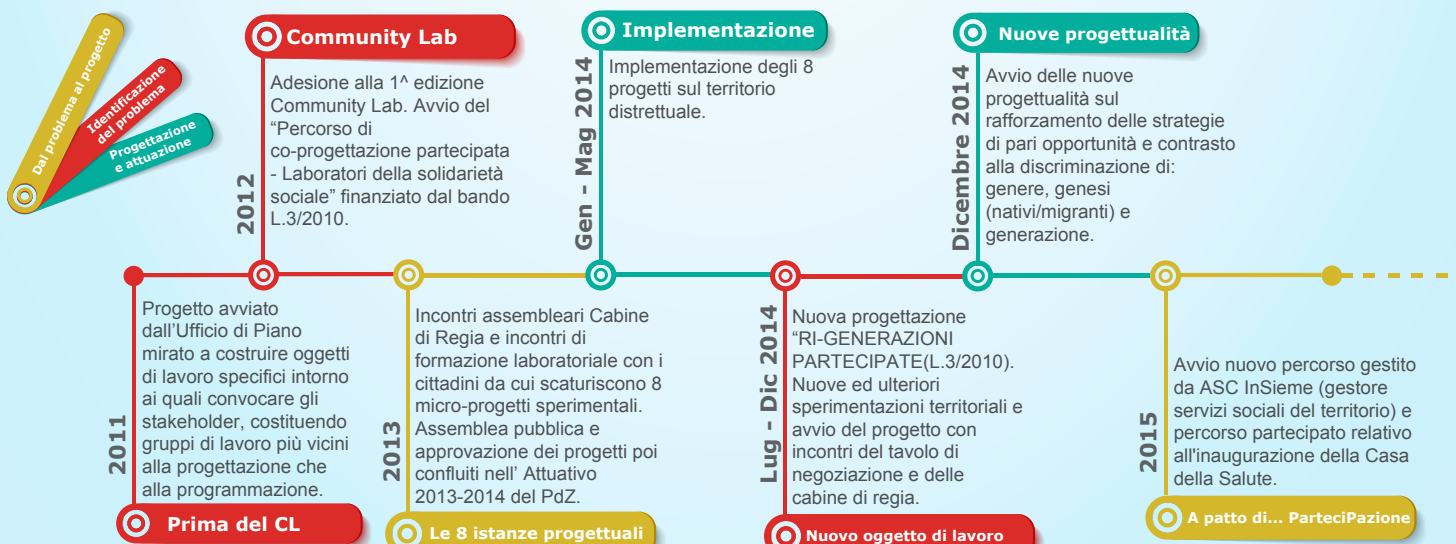 Dal problema al progetto
Identificazione
del problema
Progettazione
e attuazione
Community Lab
2012
Adesione alla 1^ edizione
Community Lab. Avvio del
“Percorso di
co-progettazione partecipata
- Laboratori della solidarietà
sociale” finanziato dal bando
L.3/2010.
Implementazione
Gen - Mag 2014
Implementazione degli 8
progetti sul territorio
distrettuale.
Nuove progettualità
Dicembre 2014
Avvio delle nuove
progettualità sul
rafforzamento delle strategie
di pari opportunità e contrasto
alla discriminazione di:
genere, genesi
(nativi/migranti) e
generazione.
2011
Progetto avviato
dall’Ufficio di Piano
mirato a costruire oggetti
di lavoro specifici intorno
ai quali convocare gli
stakeholder, costituendo
gruppi di lavoro più vicini
alla progettazione che
alla programmazione.
Prima del CL
2013
Incontri assembleari Cabine
di Regia e incontri di
formazione laboratoriale con i
cittadini da cui scaturiscono 8
micro-progetti sperimentali.
Assemblea pubblica e
approvazione dei progetti poi
confluiti nell’ Attuativo
2013-2014 del PdZ.
Le 8 istanze progettuali
Lug - Dic 2014
Nuova progettazione
“RI-GENERAZIONI
PARTECIPATE(L.3/2010).
Nuove ed ulteriori
sperimentazioni territoriali e
avvio del progetto con
incontri del tavolo di
negoziazione e delle
cabine di regia.
Nuovo oggetto di lavoro
2015
Avvio nuovo percorso gestito
da ASC InSieme (gestore
servizi sociali del territorio) e
percorso partecipato relativo
all'inaugurazione della Casa
della Salute.
A patto di... ParteciPazione